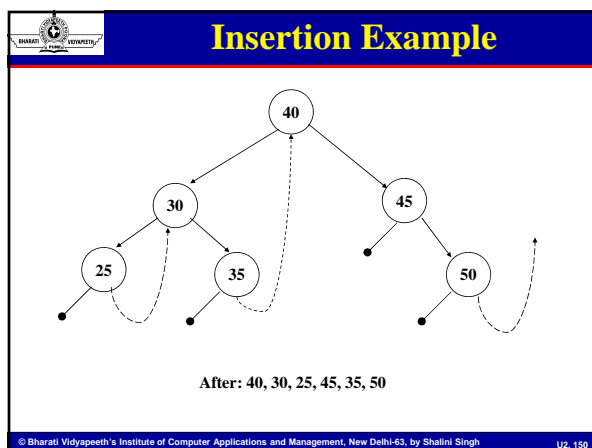 BHARATI VIDYAPEETH
PUNE
Insertion Example
40
30
45
25
35
50
After: 40, 30, 25, 45, 35, 50
© Bharati Vidyapeeth's Institute of Computer Applications and Management, New Delhi-63, by Shalini Singh
U2. 150